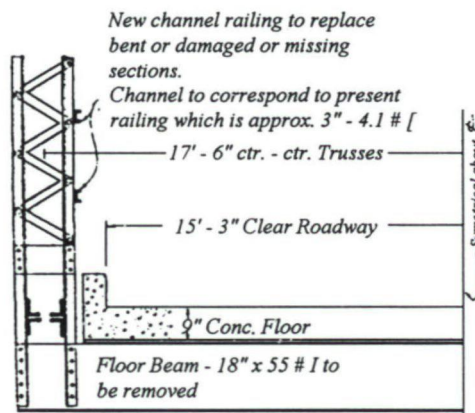 New channel railing to replace
bent or damaged or missing
sections.
Channel to correspond to present
railing which is approx. 3" - 4.1 # [
17' - 6" ctr. - ctr. Trusses
15' - 3" Clear Roadway
9" Conc. Floor
Floor Beam - 18" x 55 # I to
be removed
Symmetrical about